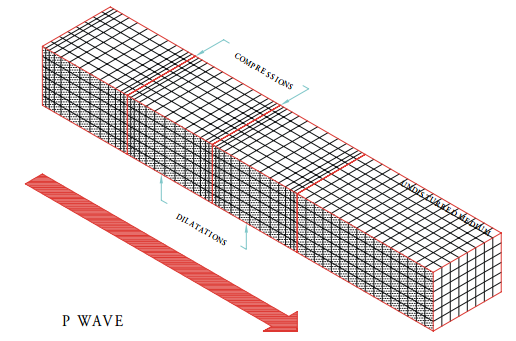 COMPRESSIONS
UNDISTURBED MEDIUM
DILATATIONS
P WAVE